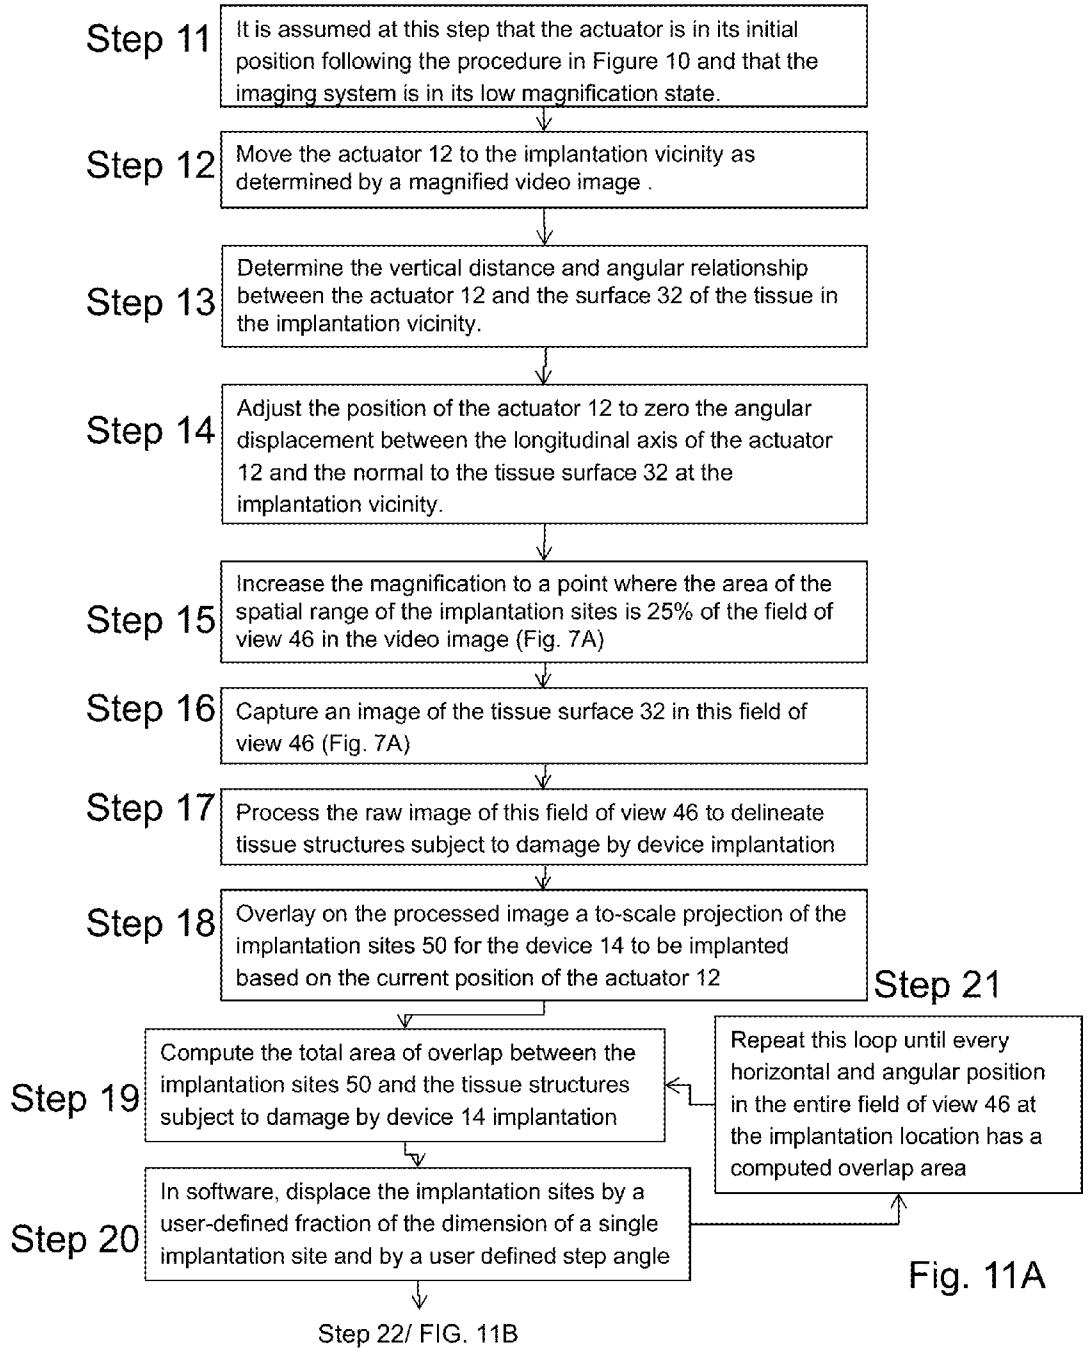 Step 11
It is assumed at this step that the actuator is in its initial
position following the procedure in Figure 10 and that the
imaging system is in its low magnification state.
Step 12
Move the actuator 12 to the implantation vicinity as
determined by a magnified video image .
Step 13
Determine the vertical distance and angular relationship
between the actuator 12 and the surface 32 of the tissue in
the implantation vicinity.
Step 14
Adjust the position of the actuator 12 to zero the angular
displacement between the longitudinal axis of the actuator
12 and the normal to the tissue surface 32 at the
implantation vicinity.
Step 15
Increase the magnification to a point where the area of the
spatial range of the implantation sites is 25% of the field of
view 46 in the video image (Fig. 7A)
Step 16
Capture an image of the tissue surface 32 in this field of
view 46 (Fig. 7A)
Step 17
Process the raw image of this field of view 46 to delineate
tissue structures subject to damage by device implantation
Step 18
Overlay on the processed image a to-scale projection of the
implantation sites 50 for the device 14 to be implanted
based on the current position of the actuator 12
Step 19
Compute the total area of overlap between the
implantation sites 50 and the tissue structures
subject to damage by device 14 implantation
Step 20
In software, displace the implantation sites by a
user-defined fraction of the dimension of a single
implantation site and by a user defined step angle
Step 21
Repeat this loop until every
horizontal and angular position
in the entire field of view 46 at
the implantation location has a
computed overlap area
Step 22/ FIG. 11B
Fig. 11A